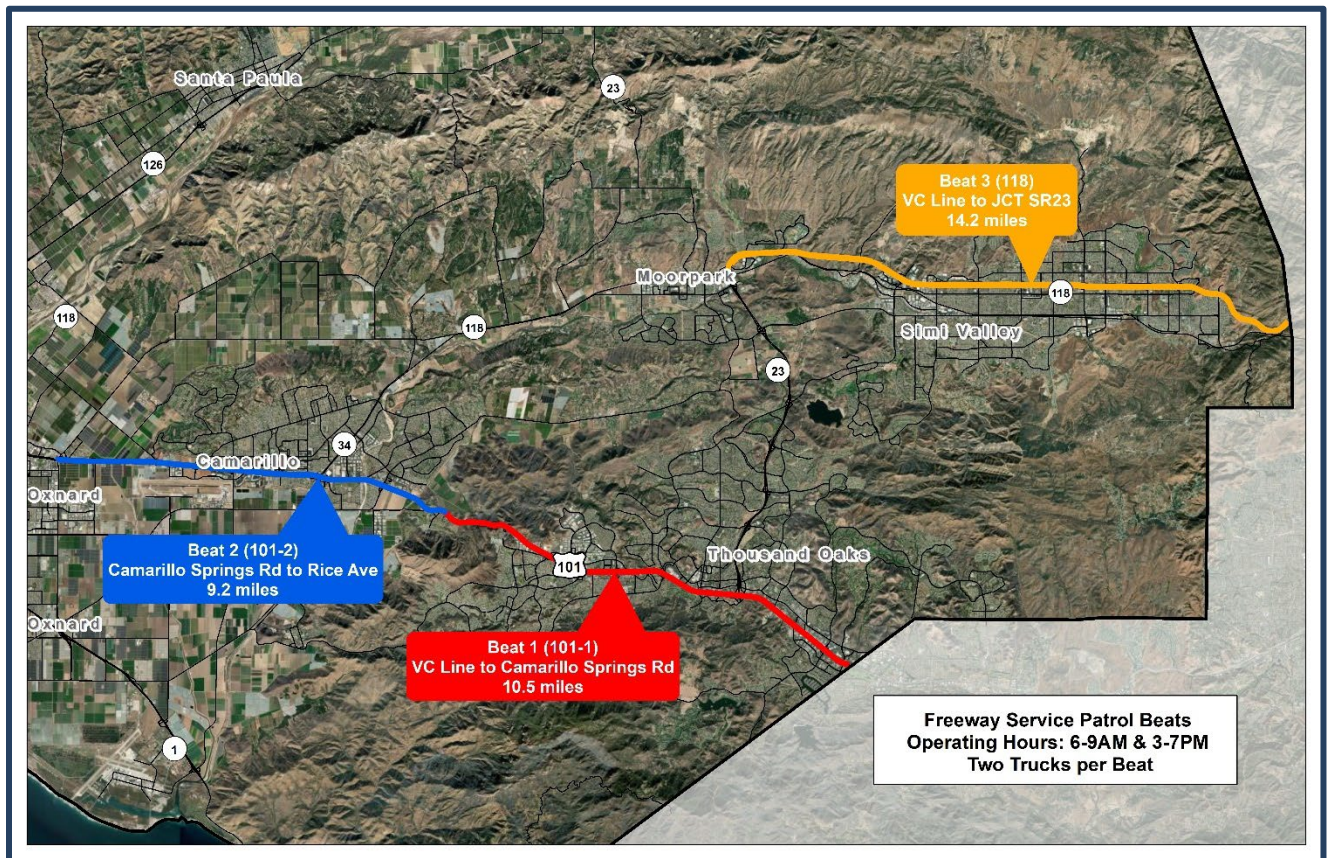 Santa Paula
23
126
Beat 3 (118)
VC Line to JCT SR23
14.2 miles
Moorpark
118
118
118
Simi Valley
23
34
Camarillo
Oxnard
Beat 2 (101-2)
Camarillo Springs Rd to Rice Ave
9.2 miles
101
Thousand Oaks
Oxnard
Beat 1 (101-1)
VC Line to Camarillo Springs Rd
10.5 miles
1
Freeway Service Patrol Beats
Operating Hours: 6-9AM & 3-7PM
Two Trucks per Beat